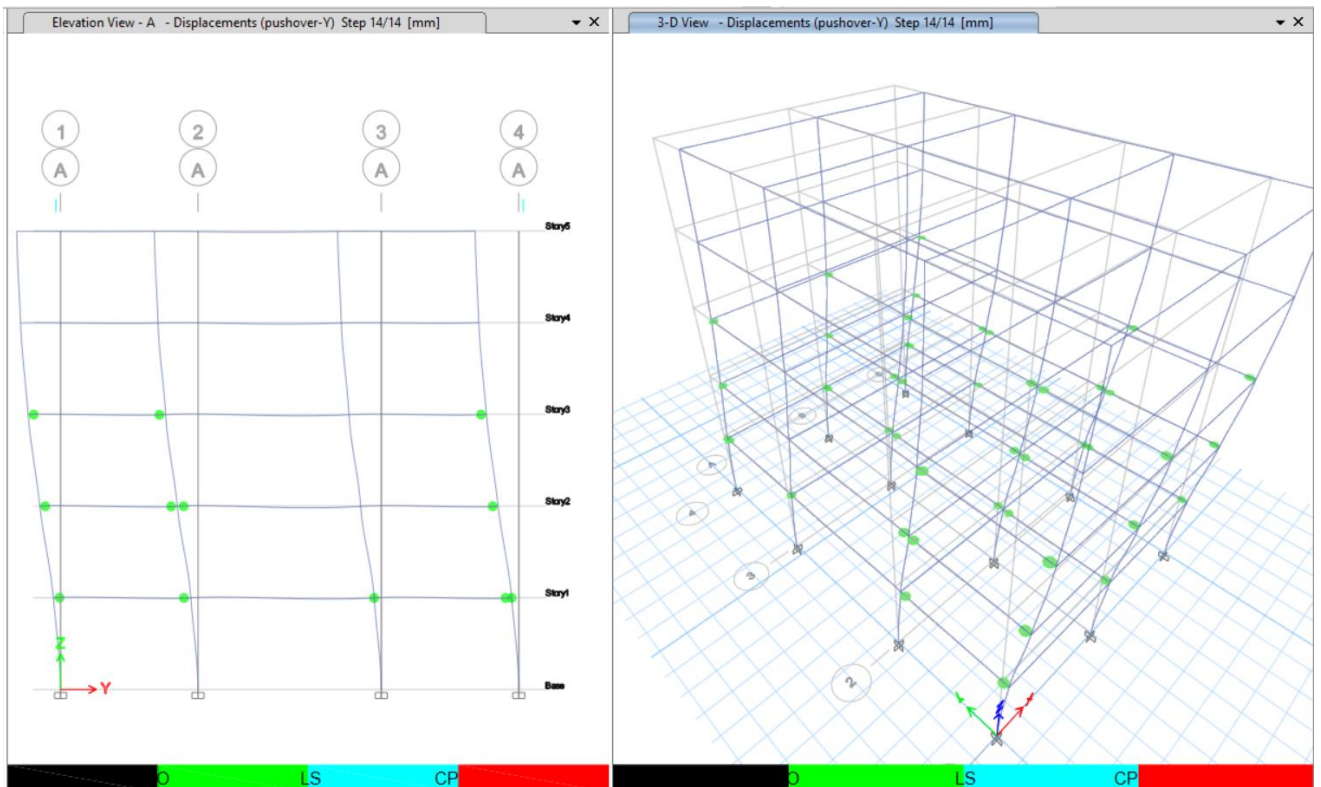 Elevation View - A - Displacements (pushover-Y) Step 14/14 [mm]
1
2
3
4
A
A
A
A
Story5
Story4
Story3
Story2
Story1
Z
Y
Base
O
LS
CP
3-D View - Displacements (pushover-Y) Step 14/14 [mm]
3
2
O
LS
CP